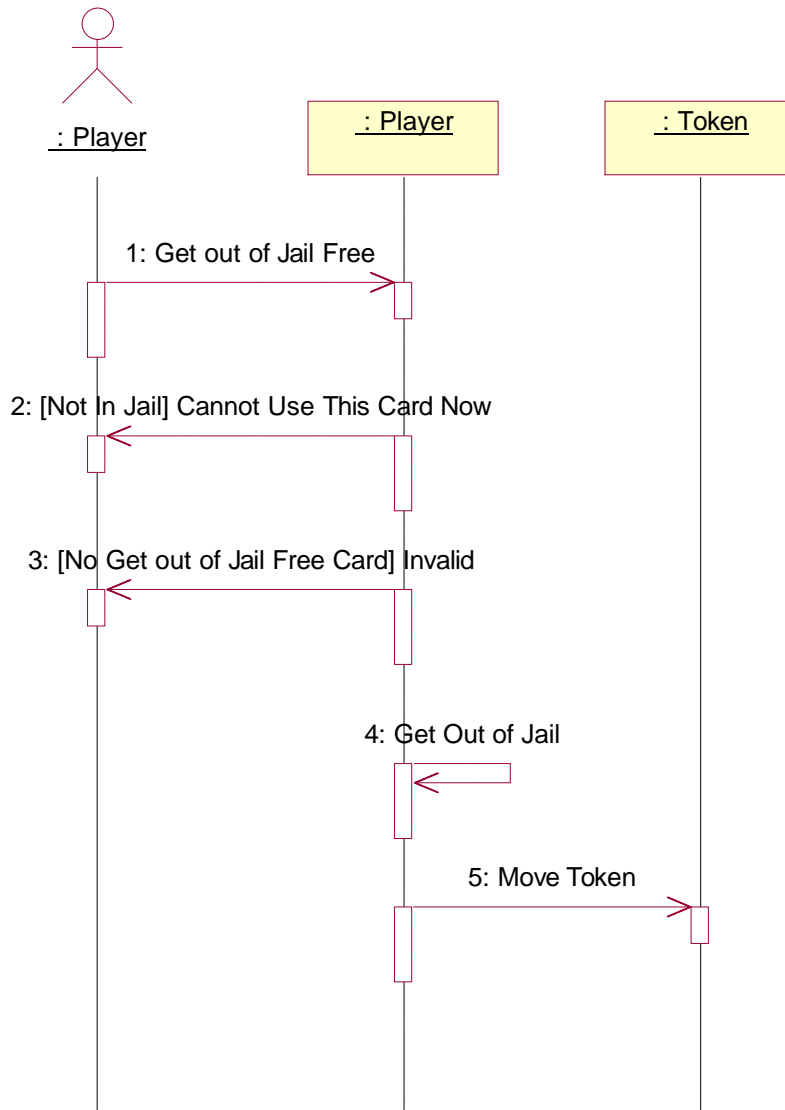 : Player
: Player
: Token
1: Get out of Jail Free
2: [Not In Jail] Cannot Use This Card Now
3: [No Get out of Jail Free Card] Invalid
4: Get Out of Jail
5: Move Token